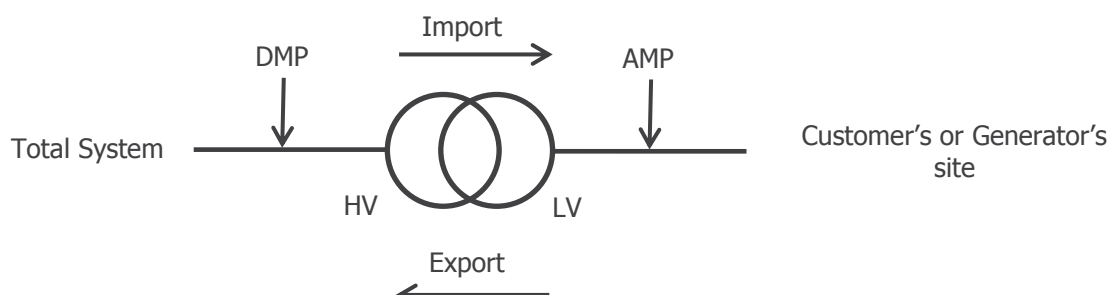 Import
DMP
AMP
Total System
Customer's or Generator's
site
HV
LV
Export